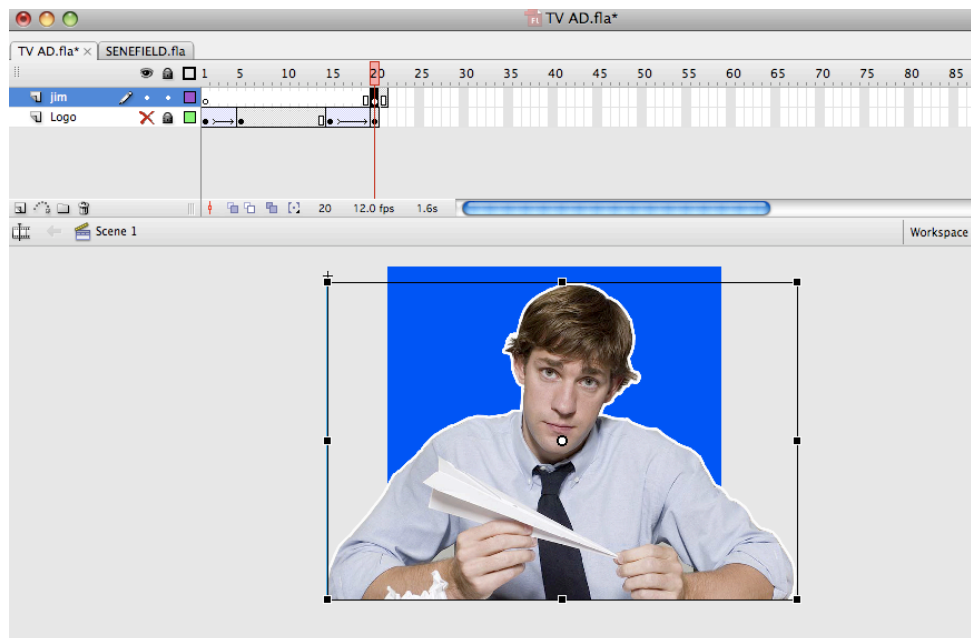 TV AD.fla*
TV AD.fla* × SENEFIELD.fla
1 5 10 15 20 25 30 35 40 45 50 55 60 65 70 75 80 85
jim
Logo
20 12.0 fps 1.6s
Scene 1 Workspace